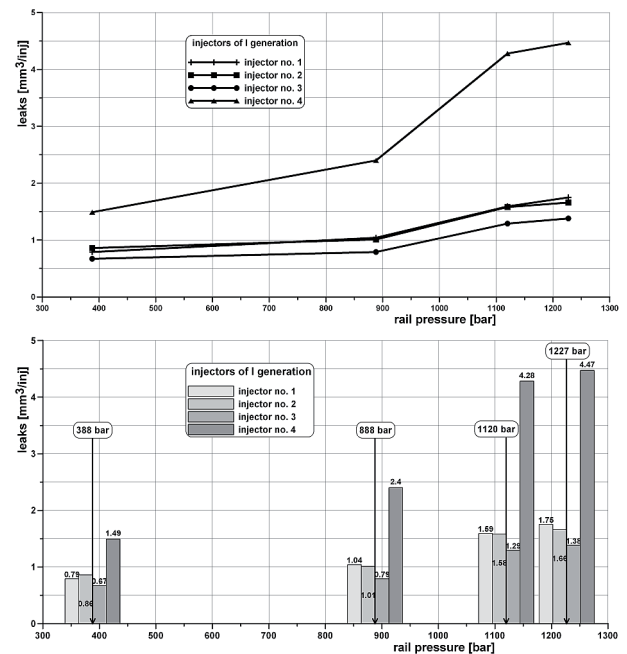 leaks [mm³/inj]
5
4
3
2
1
0
injectors of I generation
injector no. 1
injector no. 2
injector no. 3
injector no. 4
300 400 500 600 700 800 900 1000 1100 1200 1300
rail pressure [bar]
leaks [mm³/inj]
5
4
3
2
1
0
injectors of I generation
injector no. 1
injector no. 2
injector no. 3
injector no. 4
388 bar
888 bar
1120 bar
1227 bar
0.79 0.86 0.67 1.49
1.04 1.01 0.79 2.4
1.59 1.58 1.29 4.28
1.75 1.66 1.38 4.47
300 400 500 600 700 800 900 1000 1100 1200 1300
rail pressure [bar]